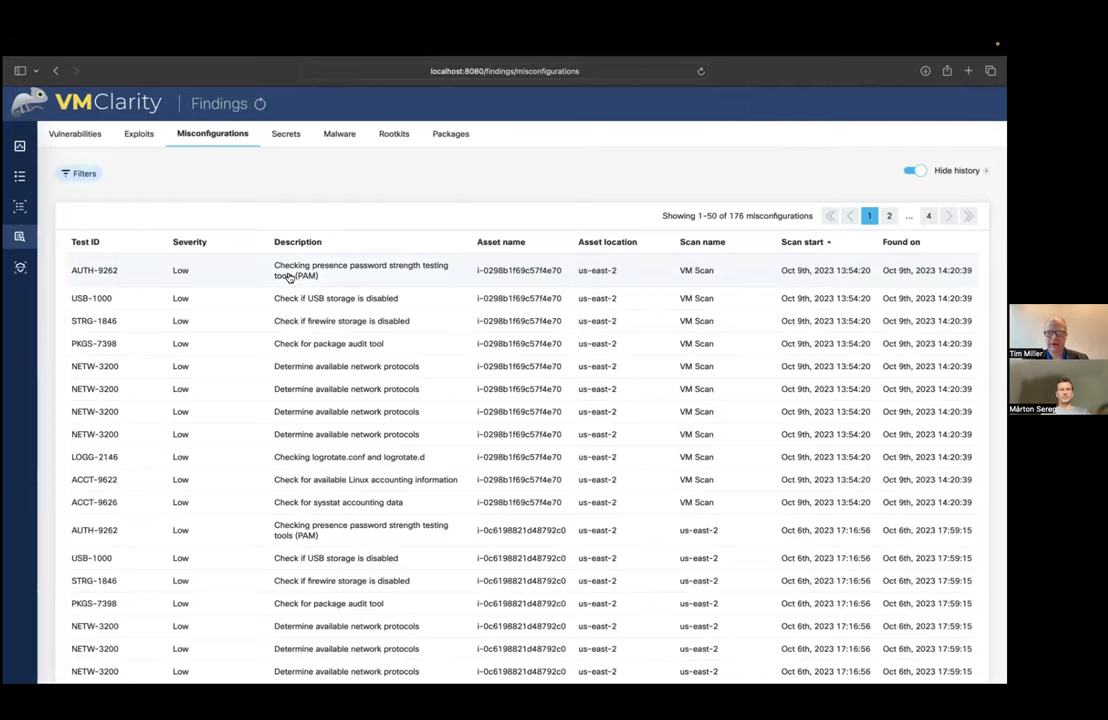 localhost:8080/findings/misconfigurations
VMClarity | Findings
Vulnerabilities Exploits Misconfigurations Secrets Malware Rootkits Packages
Filters Hide history
Showing 1-50 of 176 misconfigurations 1 2 ... 4
Test ID Severity Description Asset name Asset location Scan name Scan start Found on
AUTH-9262 Low Checking presence password strength testing tools (PAM) i-0298b1f69c57f4e70 us-east-2 VM Scan Oct 9th, 2023 13:54:20 Oct 9th, 2023 14:20:39
USB-1000 Low Check if USB storage is disabled i-0298b1f69c57f4e70 us-east-2 VM Scan Oct 9th, 2023 13:54:20 Oct 9th, 2023 14:20:39
STRG-1846 Low Check if firewire storage is disabled i-0298b1f69c57f4e70 us-east-2 VM Scan Oct 9th, 2023 13:54:20 Oct 9th, 2023 14:20:39
PKGS-7398 Low Check for package audit tool i-0298b1f69c57f4e70 us-east-2 VM Scan Oct 9th, 2023 13:54:20 Oct 9th, 2023 14:20:39
NETW-3200 Low Determine available network protocols i-0298b1f69c57f4e70 us-east-2 VM Scan Oct 9th, 2023 13:54:20 Oct 9th, 2023 14:20:39
NETW-3200 Low Determine available network protocols i-0298b1f69c57f4e70 us-east-2 VM Scan Oct 9th, 2023 13:54:20 Oct 9th, 2023 14:20:39
NETW-3200 Low Determine available network protocols i-0298b1f69c57f4e70 us-east-2 VM Scan Oct 9th, 2023 13:54:20 Oct 9th, 2023 14:20:39
NETW-3200 Low Determine available network protocols i-0298b1f69c57f4e70 us-east-2 VM Scan Oct 9th, 2023 13:54:20 Oct 9th, 2023 14:20:39
LOGG-2146 Low Checking logrotate.conf and logrotate.d i-0298b1f69c57f4e70 us-east-2 VM Scan Oct 9th, 2023 13:54:20 Oct 9th, 2023 14:20:39
ACCT-9622 Low Check for available Linux accounting information i-0298b1f69c57f4e70 us-east-2 VM Scan Oct 9th, 2023 13:54:20 Oct 9th, 2023 14:20:39
ACCT-9626 Low Check for sysstat accounting data i-0298b1f69c57f4e70 us-east-2 VM Scan Oct 9th, 2023 13:54:20 Oct 9th, 2023 14:20:39
AUTH-9262 Low Checking presence password strength testing tools (PAM) i-0c6198821d48792c0 us-east-2 us-east-2 Oct 6th, 2023 17:16:56 Oct 6th, 2023 17:59:15
USB-1000 Low Check if USB storage is disabled i-0c6198821d48792c0 us-east-2 us-east-2 Oct 6th, 2023 17:16:56 Oct 6th, 2023 17:59:15
STRG-1846 Low Check if firewire storage is disabled i-0c6198821d48792c0 us-east-2 us-east-2 Oct 6th, 2023 17:16:56 Oct 6th, 2023 17:59:15
PKGS-7398 Low Check for package audit tool i-0c6198821d48792c0 us-east-2 us-east-2 Oct 6th, 2023 17:16:56 Oct 6th, 2023 17:59:15
NETW-3200 Low Determine available network protocols i-0c6198821d48792c0 us-east-2 us-east-2 Oct 6th, 2023 17:16:56 Oct 6th, 2023 17:59:15
NETW-3200 Low Determine available network protocols i-0c6198821d48792c0 us-east-2 us-east-2 Oct 6th, 2023 17:16:56 Oct 6th, 2023 17:59:15
NETW-3200 Low Determine available network protocols i-0c6198821d48792c0 us-east-2 us-east-2 Oct 6th, 2023 17:16:56 Oct 6th, 2023 17:59:15
Tim Miller
Márton Sereg